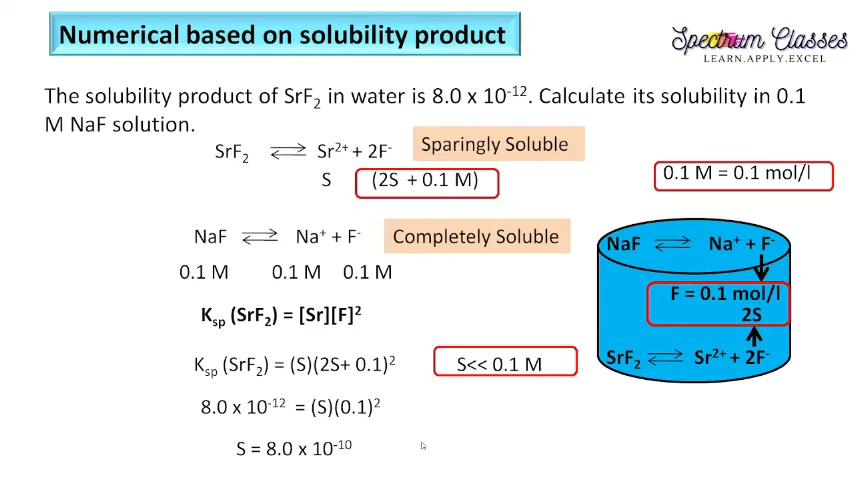 Numerical based on solubility product
Spectrum Classes
LEARN.APPLY.EXCEL
The solubility product of SrF₂ in water is 8.0 x 10⁻¹². Calculate its solubility in 0.1
M NaF solution.
SrF₂ ⇌ Sr²⁺ + 2F⁻ Sparingly Soluble
S (2S + 0.1 M) 0.1 M = 0.1 mol/l
NaF ⇌ Na⁺ + F⁻ Completely Soluble
0.1 M 0.1 M 0.1 M
Kₛₚ (SrF₂) = [Sr][F]²
Kₛₚ (SrF₂) = (S)(2S+ 0.1)² S<< 0.1 M
8.0 x 10⁻¹² = (S)(0.1)²
S = 8.0 x 10⁻¹⁰
NaF ⇌ Na⁺ + F⁻
F = 0.1 mol/l
2S
SrF₂ ⇌ Sr²⁺ + 2F⁻